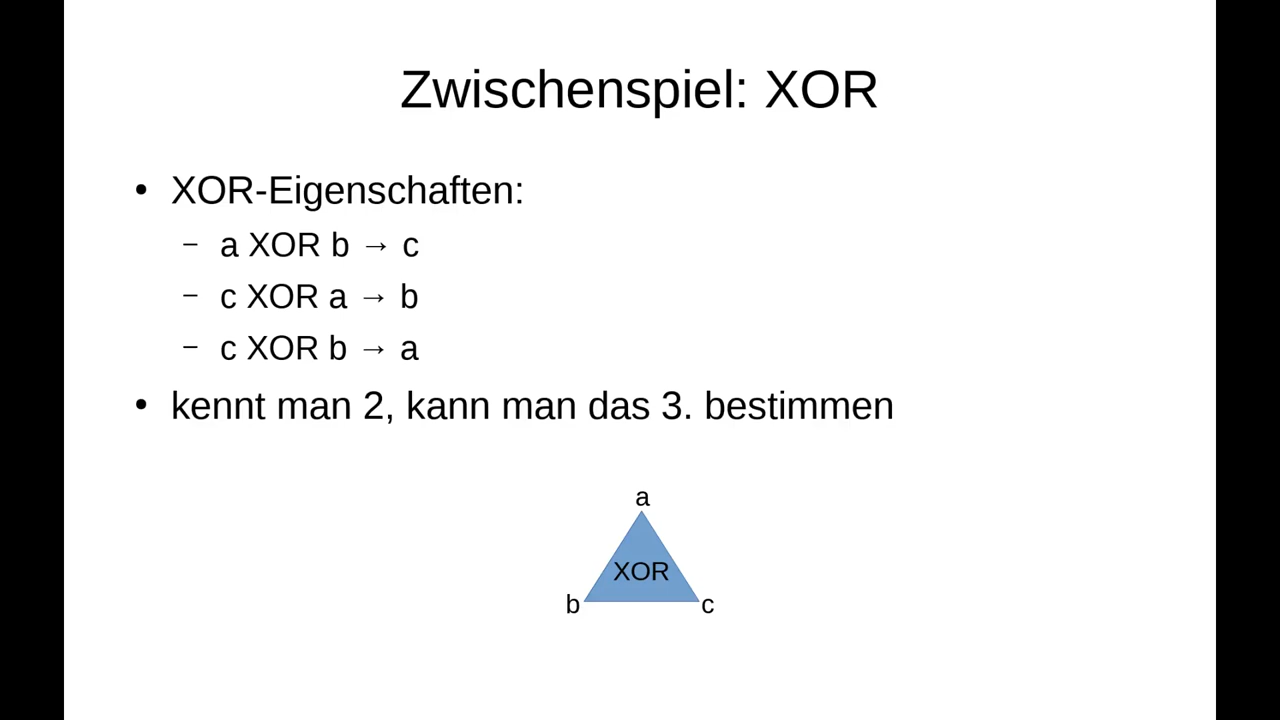 Zwischenspiel: XOR
• XOR-Eigenschaften:
– a XOR b → c
– c XOR a → b
– c XOR b → a
• kennt man 2, kann man das 3. bestimmen
a
XOR
b c